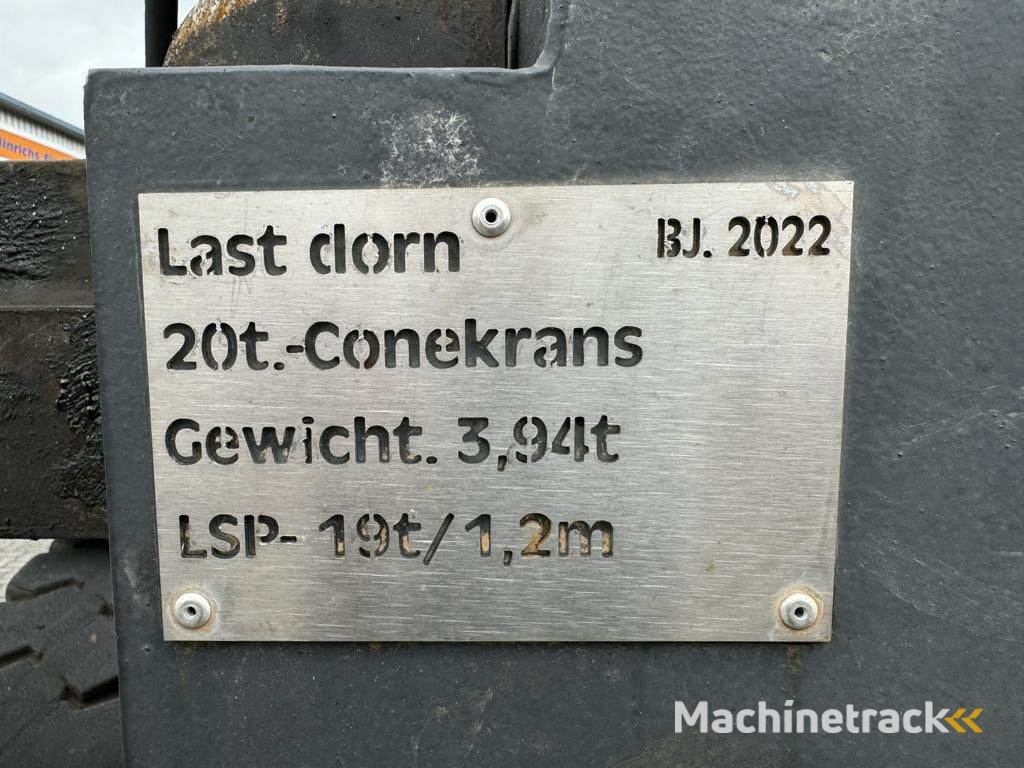 Last dorn BJ. 2022
20t.-Conekrans
Gewicht. 3,94t
LSP- 19t/1,2m
Machinetrack